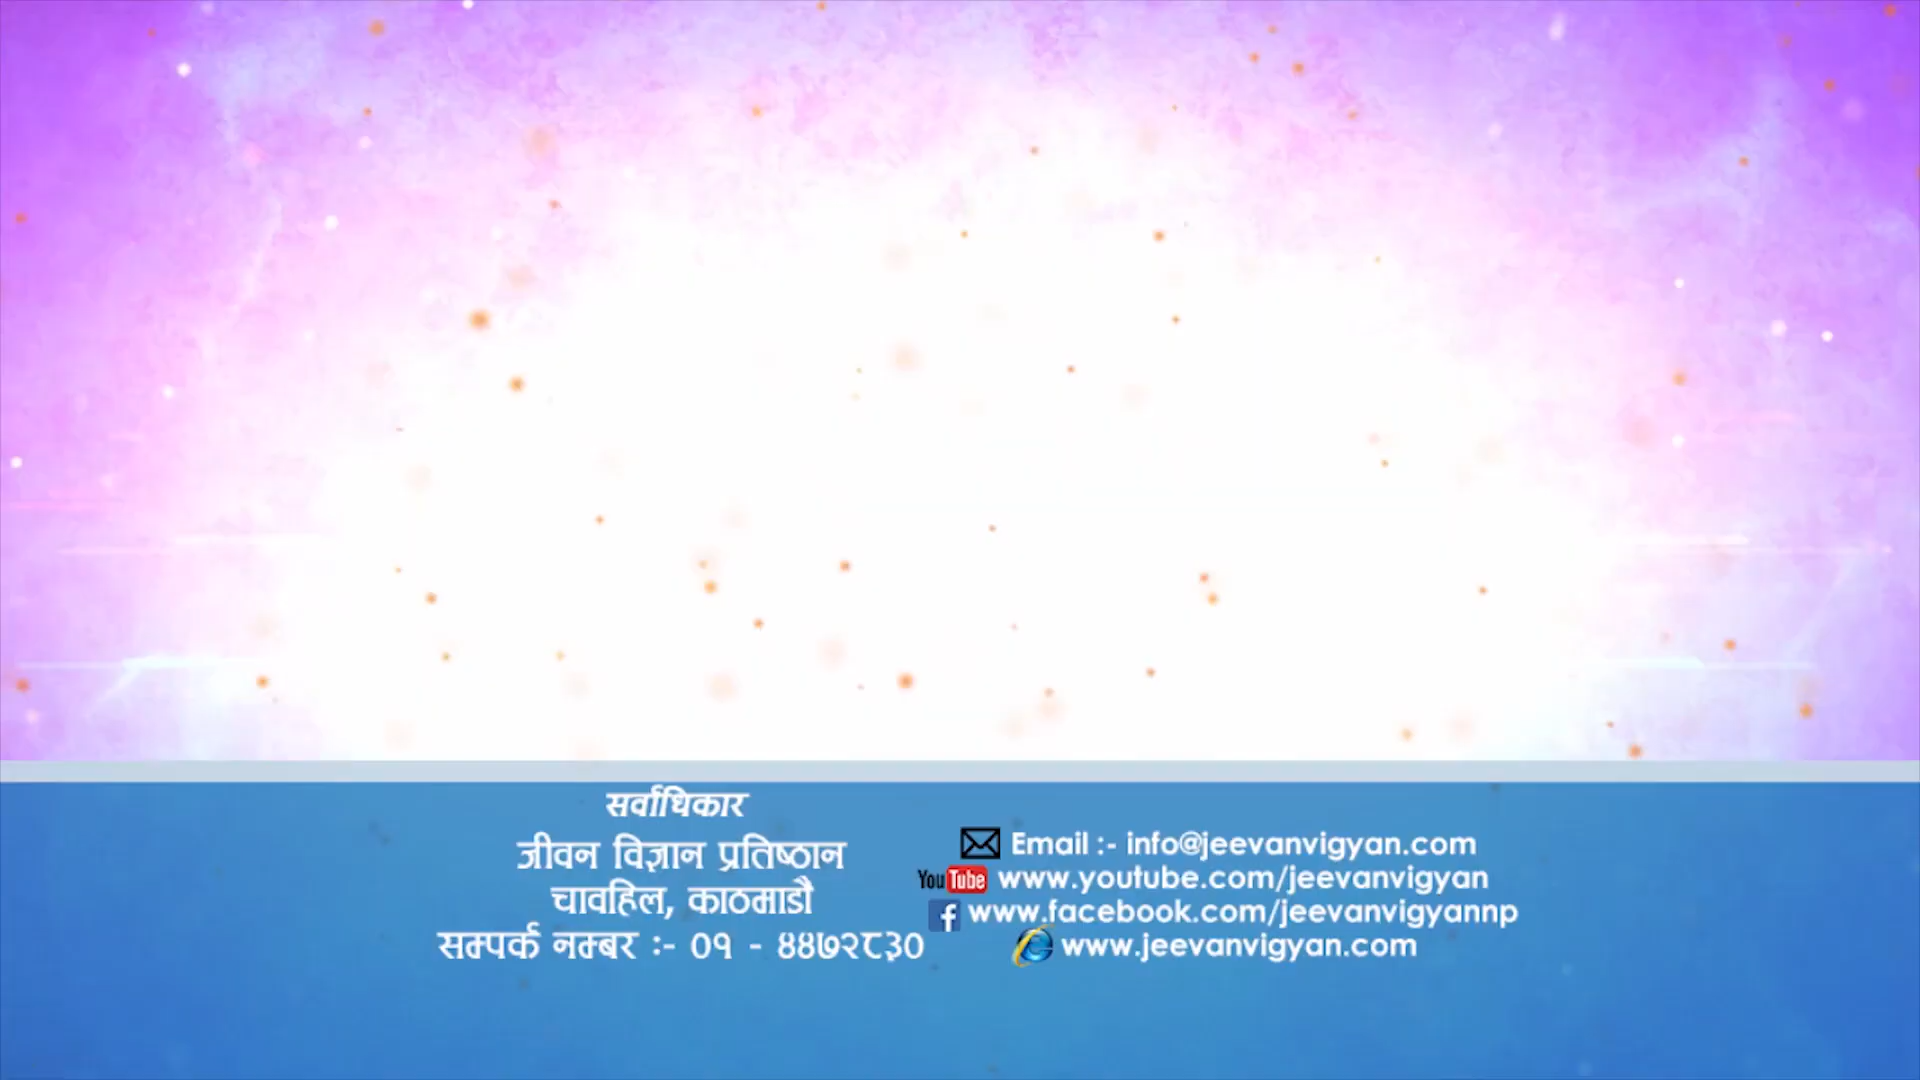 सर्वाधिकार
जीवन विज्ञान प्रतिष्ठान
चावहिल, काठमाडौ
सम्पर्क नम्बर :- ०१ - ४४७२८३०
Email :- info@jeevanvigyan.com
YouTube www.youtube.com/jeevanvigyan
f www.facebook.com/jeevanvigyannp
www.jeevanvigyan.com